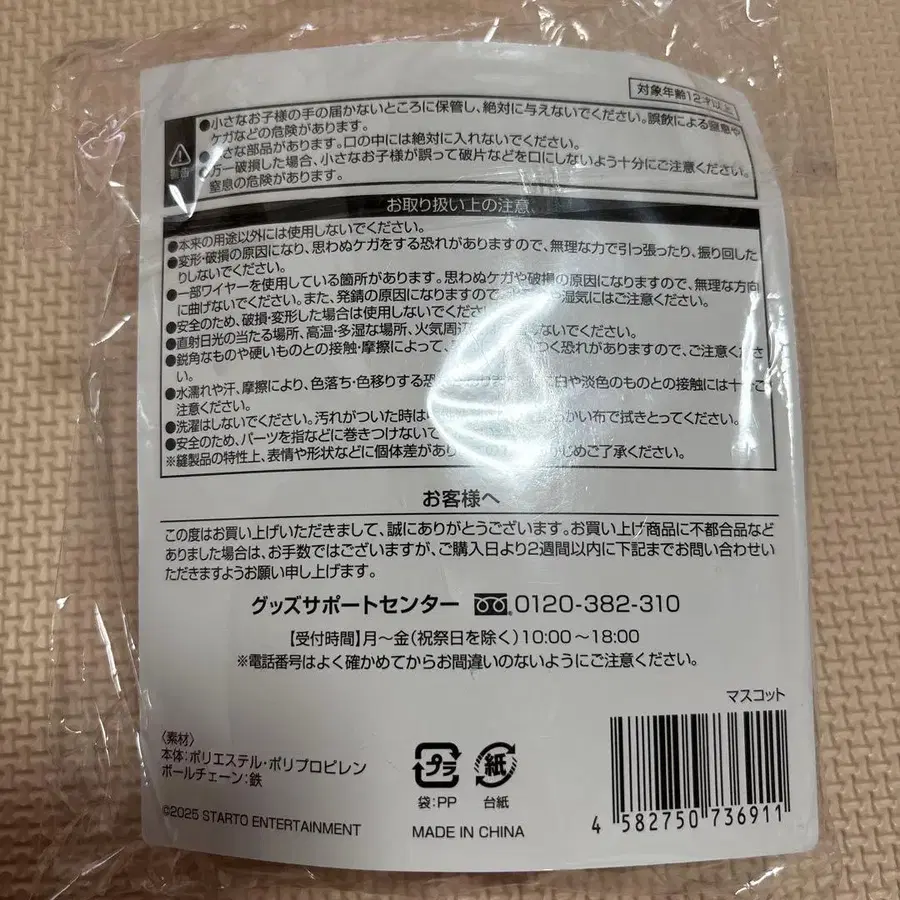 対象年齢12才以上
警告
●小さなお子様の手の届かないところに保管し、絶対に与えないでください。誤飲による窒息や
ケガなどの危険があります。
●小さな部品があります。口の中には絶対に入れないでください。
●万一破損した場合、小さなお子様が誤って破片などを口にしないよう十分にご注意ください。
窒息の危険があります。
お取り扱い上の注意
●本来の用途以外には使用しないでください。
●変形・破損の原因になり、思わぬケガをする恐れがありますので、無理な力で引っ張ったり、振り回した
りしないでください。
●一部ワイヤーを使用している箇所があります。思わぬケガや破損の原因になりますので、無理な方向
に曲げないでください。また、発錆の原因になりますので 湿気にはご注意ください。
●安全のため、破損・変形した場合は使用しないでください。
●直射日光の当たる場所、高温・多湿な場所、火気周辺 しないでください。
●鋭角なものや硬いものとの接触・摩擦によって、 つく恐れがありますので、ご注意くださ
い。
●水濡れや汗、摩擦により、色落ち・色移りする恐 白や淡色のものとの接触には十分ご
注意ください。
●洗濯はしないでください。汚れがついた時は かい布で拭きとってください。
●安全のため、パーツを指などに巻きつけないで
※縫製品の特性上、表情や形状などに個体差があり じめご了承ください。
お客様へ
この度はお買い上げいただきまして、誠にありがとうございます。お買い上げ商品に不都合品など
ありました場合は、お手数ではございますが、ご購入日より2週間以内に下記までお問い合わせい
ただきますようお願い申し上げます。
グッズサポートセンター 0120-382-310
【受付時間】月〜金(祝祭日を除く)10:00〜18:00
※電話番号はよく確かめてからお間違いのないようにご注意ください。
マスコット
〈素材〉
本体:ポリエステル・ポリプロピレン
ボールチェーン:鉄
プラ
紙
袋:PP
台紙
©2025 STARTO ENTERTAINMENT
MADE IN CHINA
4 582750 736911